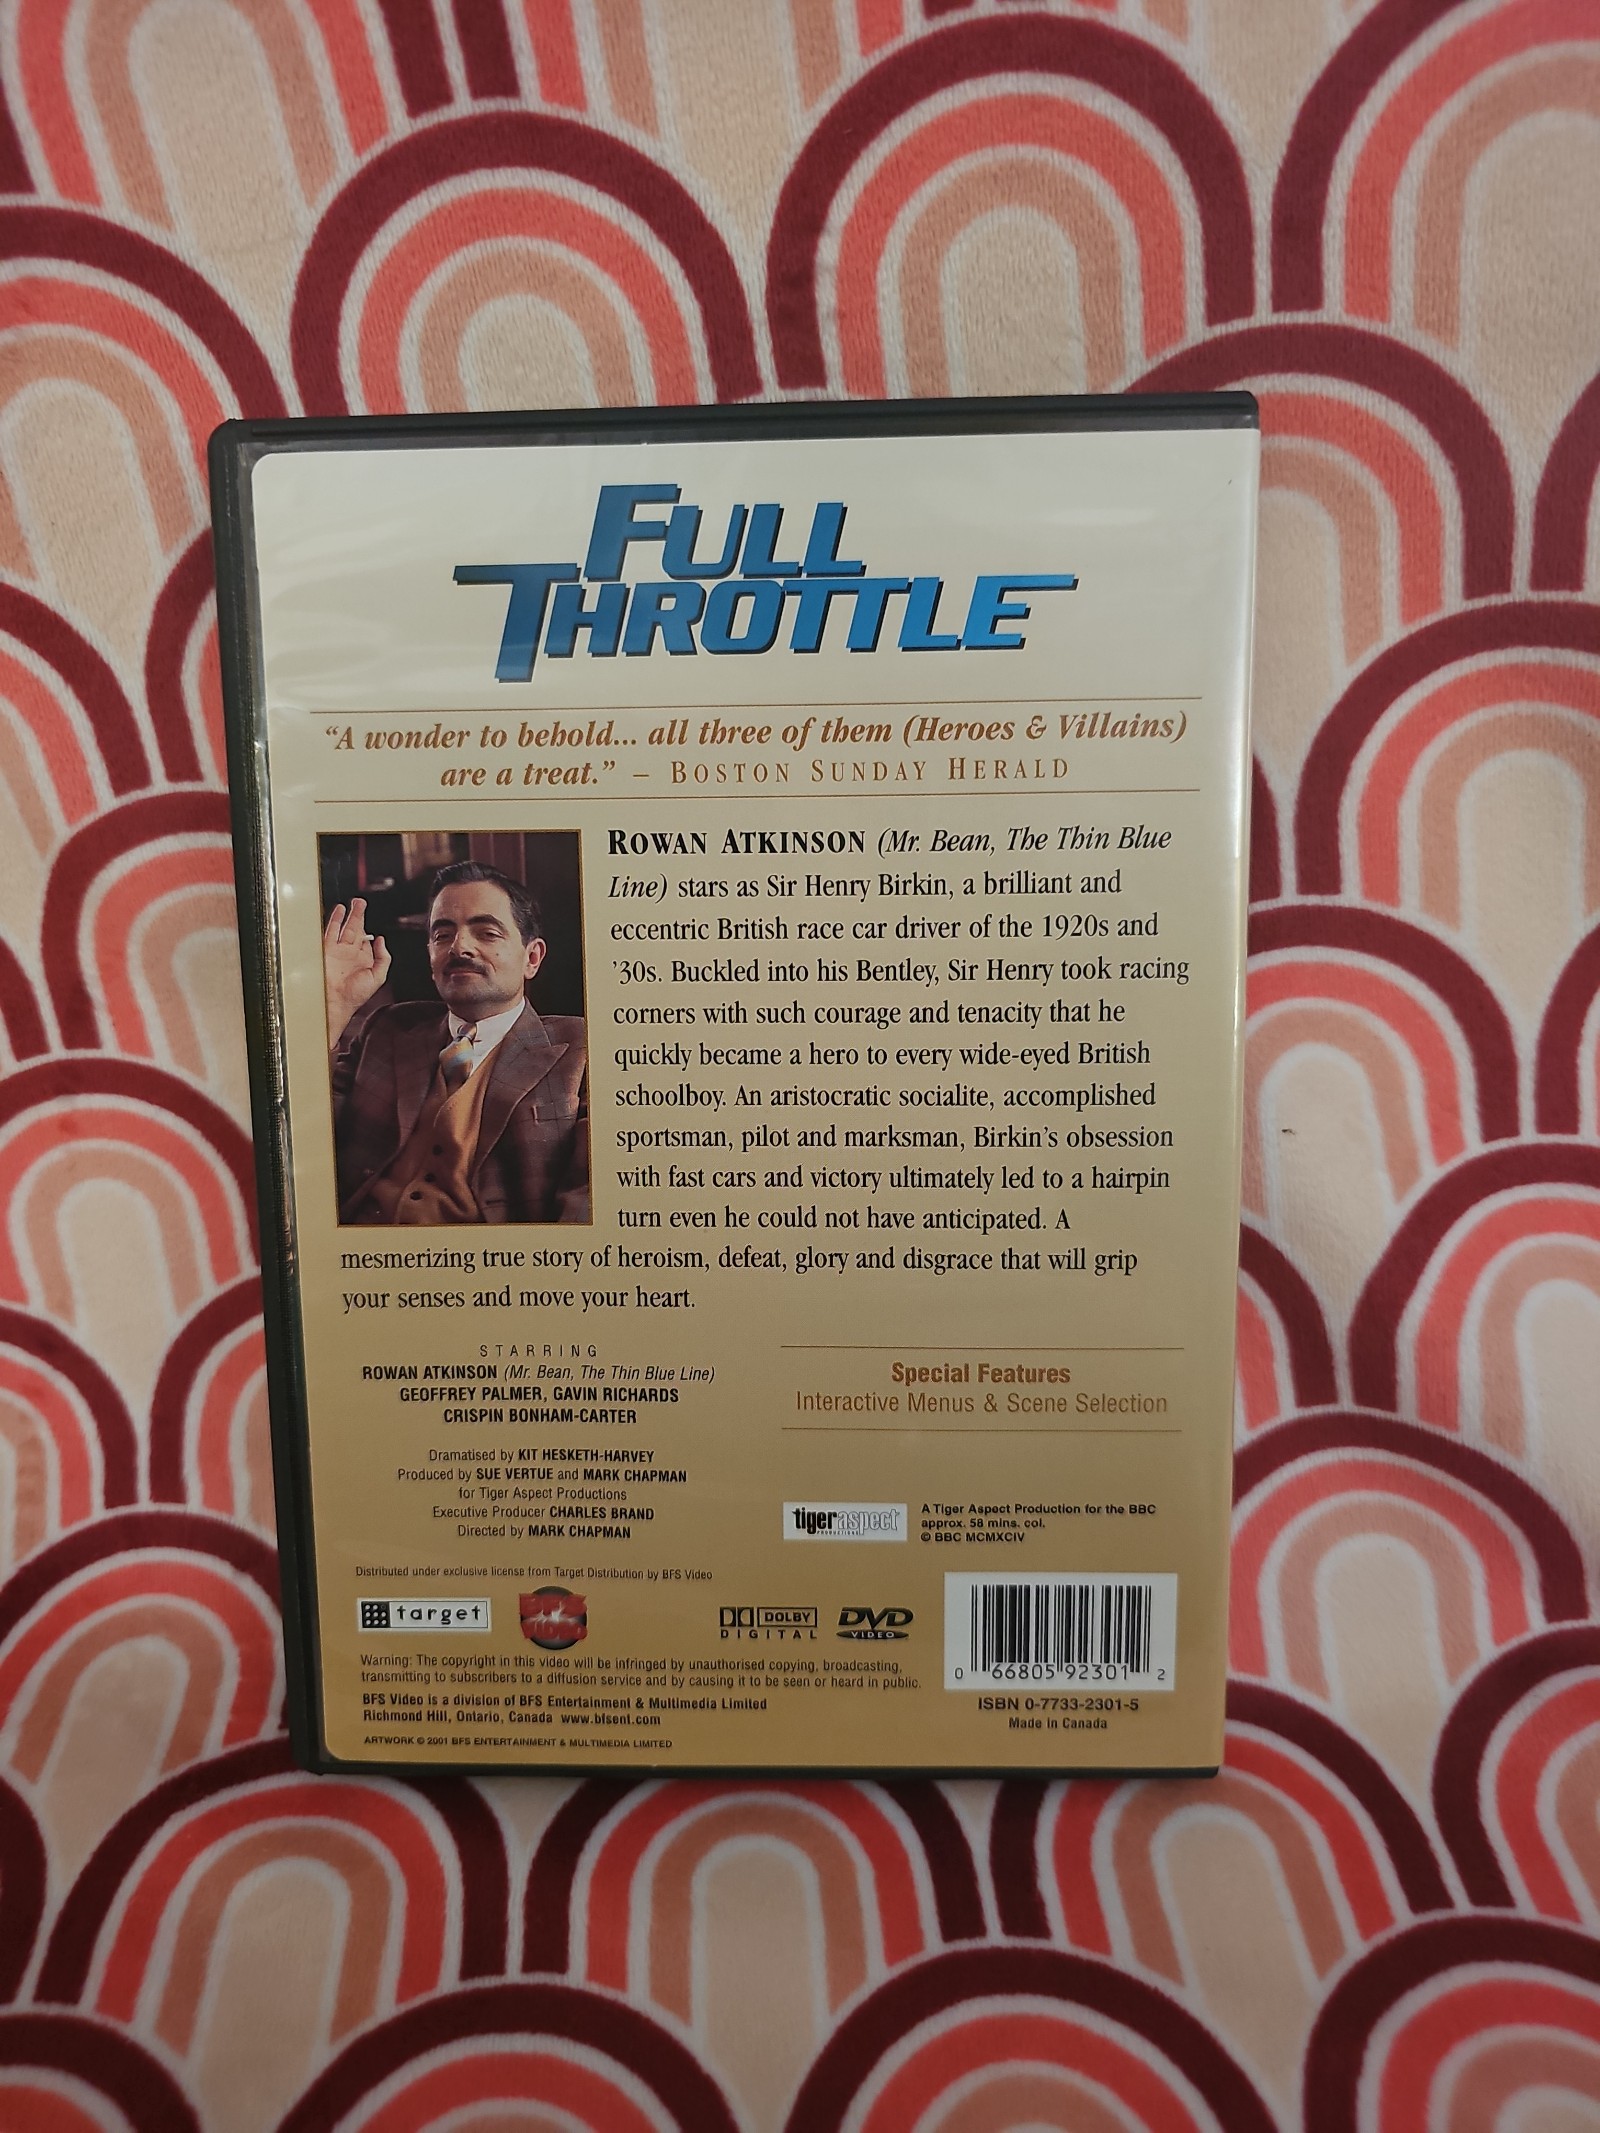 FULL
THROTTLE
“A wonder to behold... all three of them (Heroes & Villains)
are a treat.” – BOSTON SUNDAY HERALD
ROWAN ATKINSON (Mr. Bean, The Thin Blue
Line) stars as Sir Henry Birkin, a brilliant and
eccentric British race car driver of the 1920s and
’30s. Buckled into his Bentley, Sir Henry took racing
corners with such courage and tenacity that he
quickly became a hero to every wide-eyed British
schoolboy. An aristocratic socialite, accomplished
sportsman, pilot and marksman, Birkin’s obsession
with fast cars and victory ultimately led to a hairpin
turn even he could not have anticipated. A
mesmerizing true story of heroism, defeat, glory and disgrace that will grip
your senses and move your heart.
STARRING
ROWAN ATKINSON (Mr. Bean, The Thin Blue Line)
GEOFFREY PALMER, GAVIN RICHARDS
CRISPIN BONHAM-CARTER
Dramatised by KIT HESKETH-HARVEY
Produced by SUE VERTUE and MARK CHAPMAN
for Tiger Aspect Productions
Executive Producer CHARLES BRAND
Directed by MARK CHAPMAN
Special Features
Interactive Menus & Scene Selection
tigeraspect
PRODUCTIONS
A Tiger Aspect Production for the BBC
approx. 58 mins. col.
© BBC MCMXCIV
Distributed under exclusive license from Target Distribution by BFS Video
target
BFS
VIDEO
DOLBY
DIGITAL
DVD
VIDEO
0 66805 92301 2
Warning: The copyright in this video will be infringed by unauthorised copying, broadcasting,
transmitting to subscribers to a diffusion service and by causing it to be seen or heard in public.
BFS Video is a division of BFS Entertainment & Multimedia Limited
Richmond Hill, Ontario, Canada www.bfsent.com
ISBN 0-7733-2301-5
Made in Canada
ARTWORK © 2001 BFS ENTERTAINMENT & MULTIMEDIA LIMITED